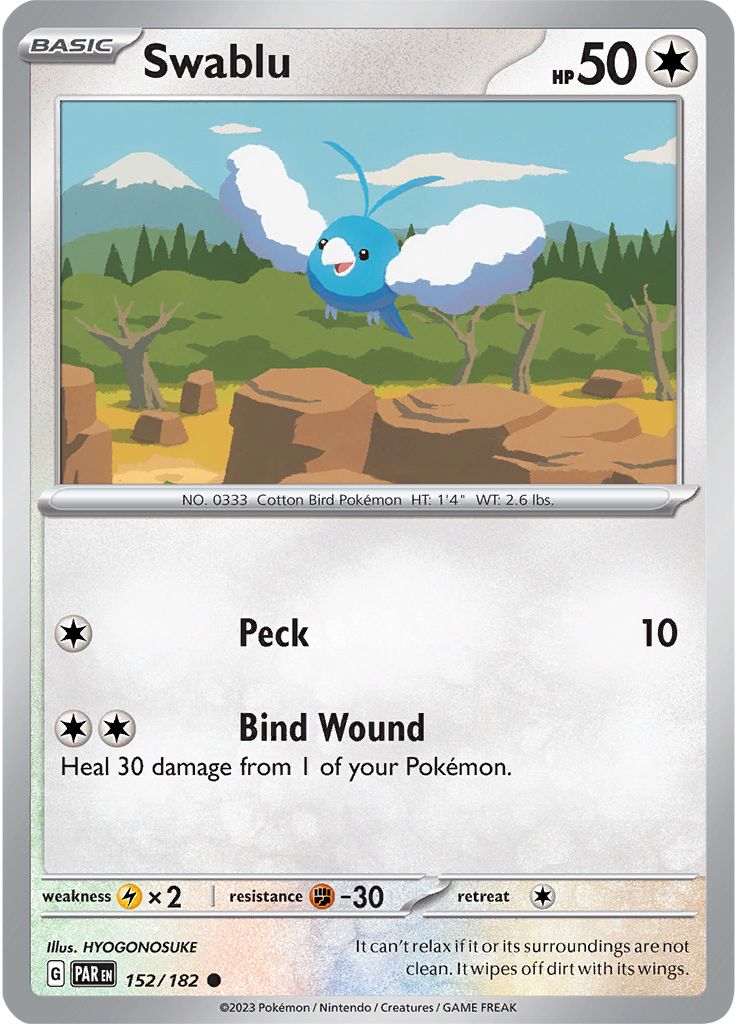 BASIC
Swablu
HP 50
NO. 0333 Cotton Bird Pokémon HT: 1'4" WT: 2.6 lbs.
Peck 10
Bind Wound
Heal 30 damage from 1 of your Pokémon.
weakness ×2 resistance -30 retreat
Illus. HYOGONOSUKE
It can't relax if it or its surroundings are not
clean. It wipes off dirt with its wings.
G PAR EN 152/182
©2023 Pokémon / Nintendo / Creatures / GAME FREAK